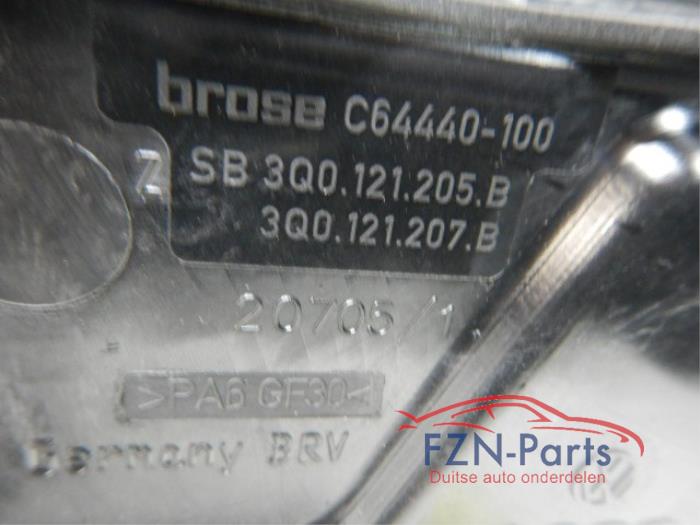 brose C64440-100
Z SB 3Q0.121.205.B
3Q0.121.207.B
20705/1
>PA6 GF30<
Germany BRV
FZN-Parts
Duitse auto onderdelen